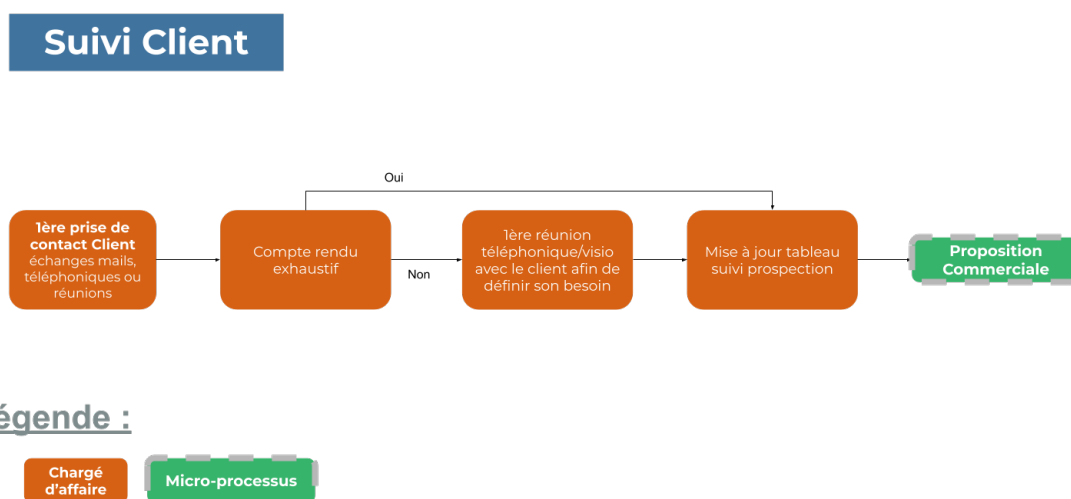 Suivi Client
Oui
1ère prise de
contact Client
échanges mails,
téléphoniques ou
réunions
Compte rendu
exhaustif
Non
1ère réunion
téléphonique/visio
avec le client afin de
définir son besoin
Mise à jour tableau
suivi prospection
Proposition
Commerciale
égende :
Chargé
d'affaire
Micro-processus